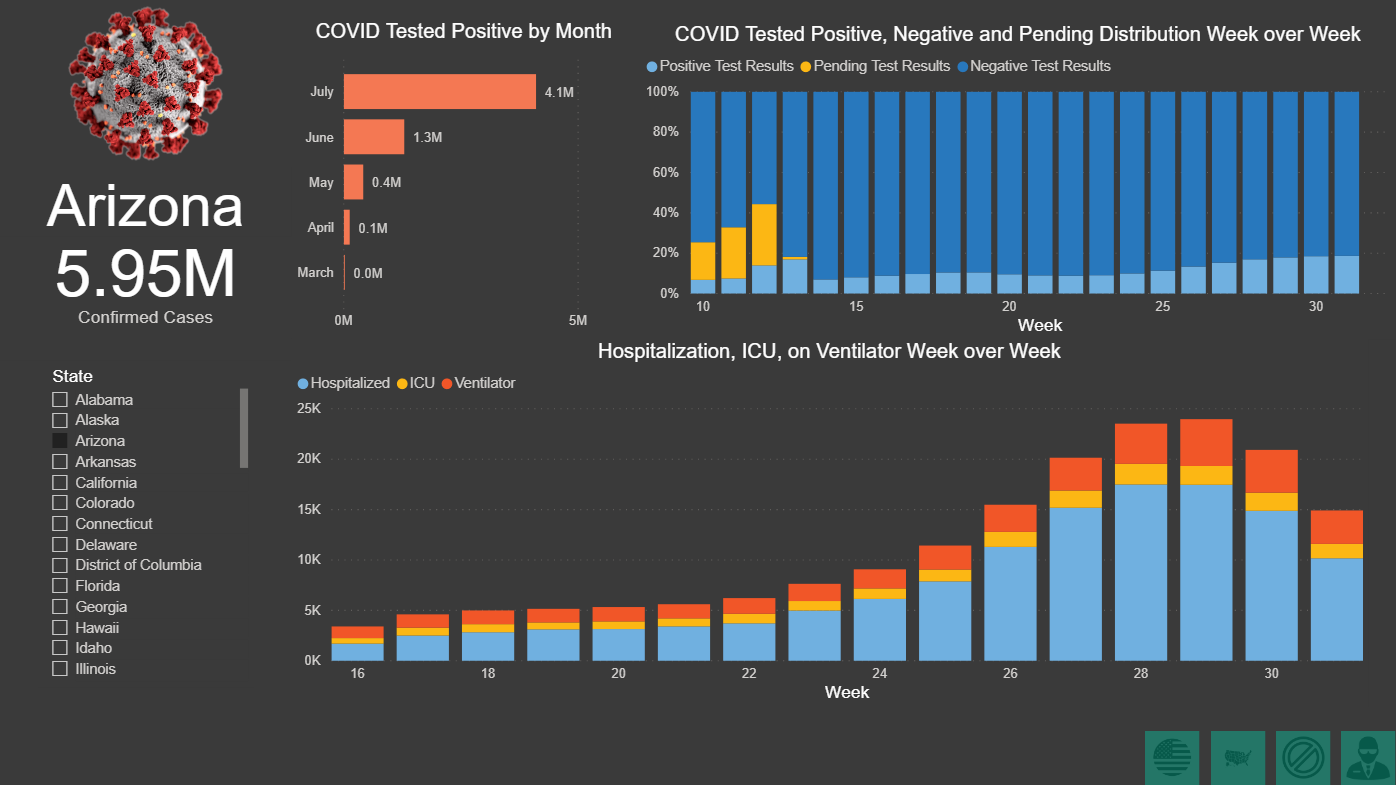 Arizona
5.95M
Confirmed Cases
COVID Tested Positive by Month
July
4.1M
June
1.3M
May
0.4M
April
0.1M
March
0.0M
0M
5M
COVID Tested Positive, Negative and Pending Distribution Week over Week
Positive Test Results Pending Test Results Negative Test Results
100%
80%
60%
40%
20%
0%
10 15 20 25 30
Week
State
Alabama
Alaska
Arizona
Arkansas
California
Colorado
Connecticut
Delaware
District of Columbia
Florida
Georgia
Hawaii
Idaho
Illinois
Hospitalization, ICU, on Ventilator Week over Week
Hospitalized ICU Ventilator
25K
20K
15K
10K
5K
0K
16 18 20 22 24 26 28 30
Week